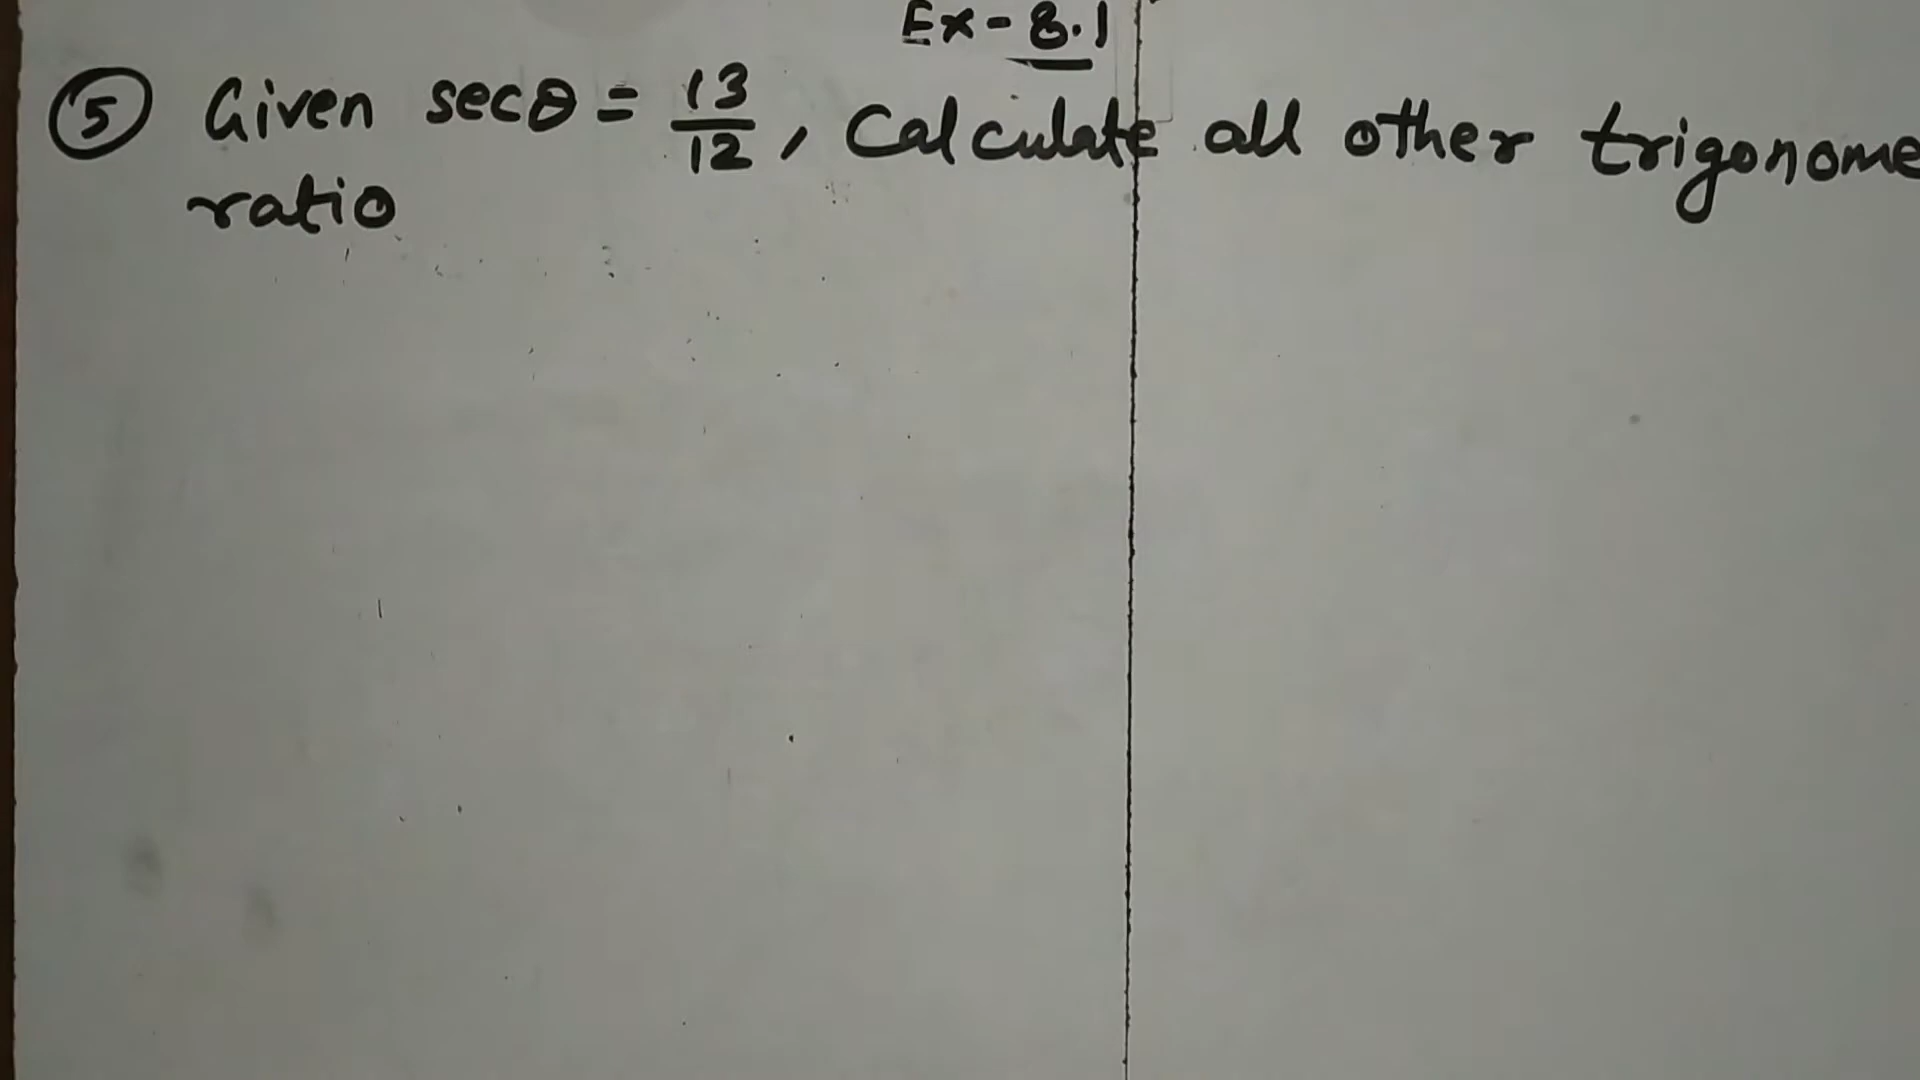 Ex - 8.1
⑤ Given secθ = 13/12, Calculate all other trigonome
ratio